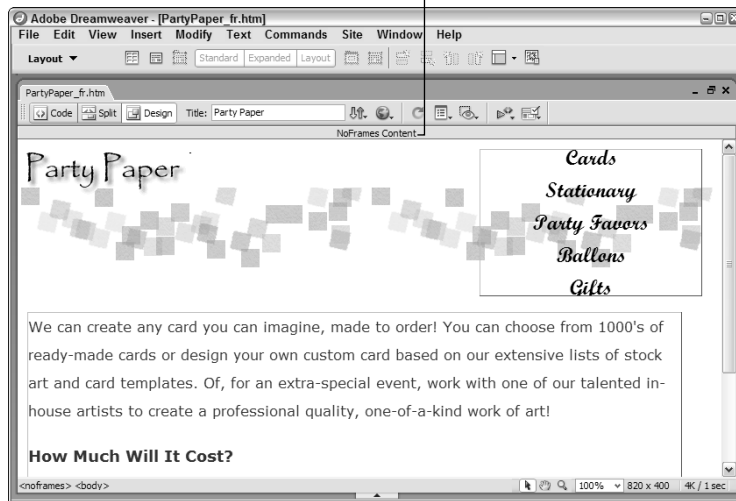 Adobe Dreamweaver - [PartyPaper_fr.htm]
File Edit View Insert Modify Text Commands Site Window Help
Layout
Standard Expanded Layout
PartyPaper_fr.htm
Code Split Design Title: Party Paper
NoFrames Content
Party Paper
Cards
Stationary
Party Favors
Ballons
Gifts
We can create any card you can imagine, made to order! You can choose from 1000's of
ready-made cards or design your own custom card based on our extensive lists of stock
art and card templates. Of, for an extra-special event, work with one of our talented in-
house artists to create a professional quality, one-of-a-kind work of art!
How Much Will It Cost?
<noframes> <body> 100% 820 x 400 4K / 1 sec